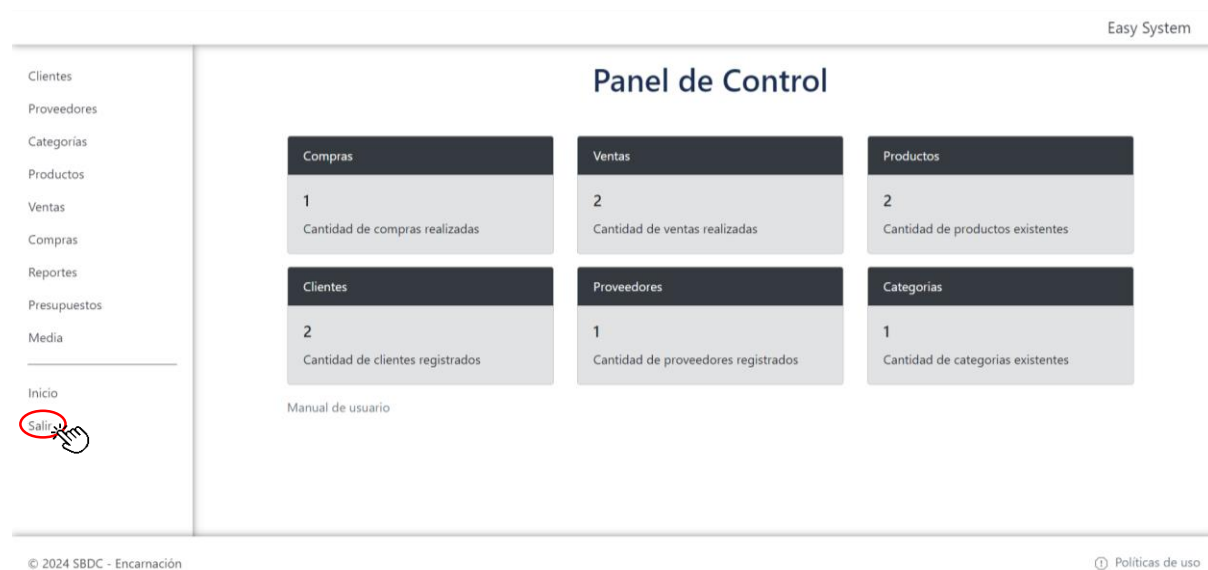 Easy System
Clientes
Proveedores
Categorías
Productos
Ventas
Compras
Reportes
Presupuestos
Media
Inicio
Salir
Panel de Control
Compras
1
Cantidad de compras realizadas
Ventas
2
Cantidad de ventas realizadas
Productos
2
Cantidad de productos existentes
Clientes
2
Cantidad de clientes registrados
Proveedores
1
Cantidad de proveedores registrados
Categorias
1
Cantidad de categorias existentes
Manual de usuario
© 2024 SBDC - Encarnación
Políticas de uso